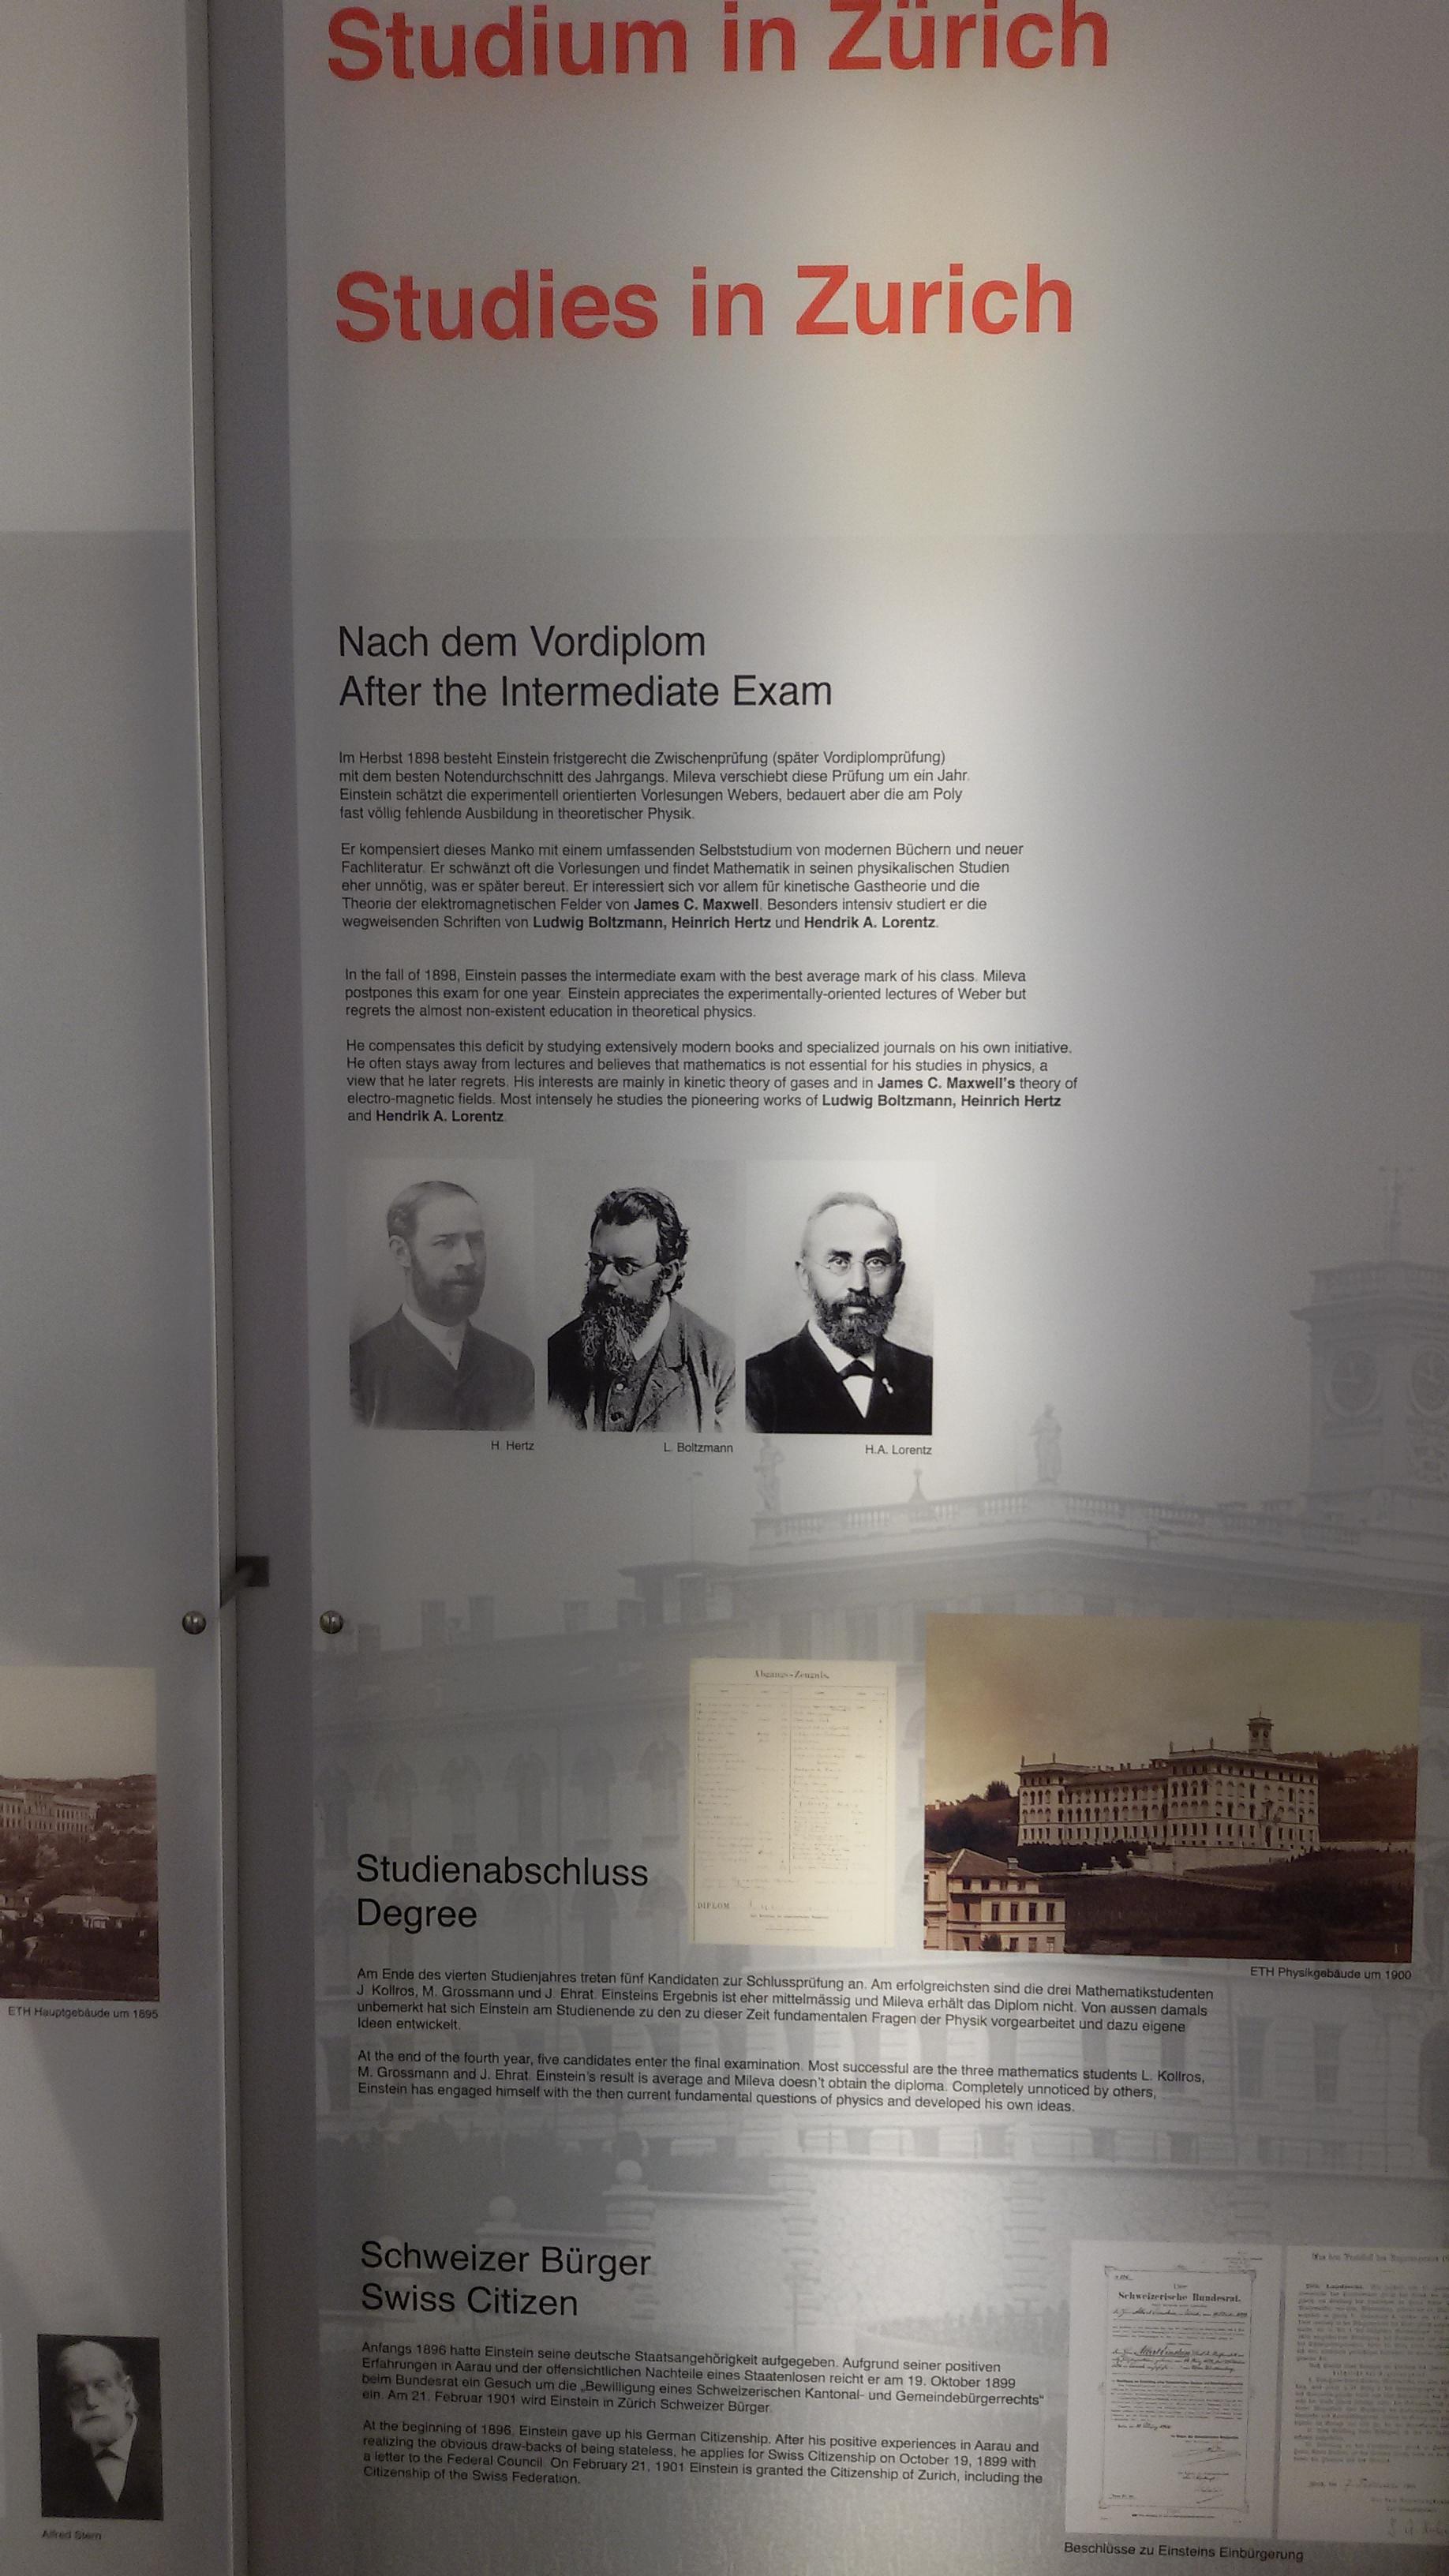 Studium in Zürich
Studies in Zurich
Nach dem Vordiplom
After the Intermediate Exam
Im Herbst 1898 besteht Einstein fristgerecht die Zwischenprüfung (später Vordiplomprüfung)
mit dem besten Notendurchschnitt des Jahrgangs. Mileva verschiebt diese Prüfung um ein Jahr.
Einstein schätzt die experimentell orientierten Vorlesungen Webers, bedauert aber die am Poly
fast völlig fehlende Ausbildung in theoretischer Physik.
Er kompensiert dieses Manko mit einem umfassenden Selbststudium von modernen Büchern und neuer
Fachliteratur. Er schwänzt oft die Vorlesungen und findet Mathematik in seinen physikalischen Studien
eher unnötig, was er später bereut. Er interessiert sich vor allem für kinetische Gastheorie und die
Theorie der elektromagnetischen Felder von James C. Maxwell. Besonders intensiv studiert er die
wegweisenden Schriften von Ludwig Boltzmann, Heinrich Hertz und Hendrik A. Lorentz.
In the fall of 1898, Einstein passes the intermediate exam with the best average mark of his class. Mileva
postpones this exam for one year. Einstein appreciates the experimentally-oriented lectures of Weber but
regrets the almost non-existent education in theoretical physics.
He compensates this deficit by studying extensively modern books and specialized journals on his own initiative.
He often stays away from lectures and believes that mathematics is not essential for his studies in physics, a
view that he later regrets. His interests are mainly in kinetic theory of gases and in James C. Maxwell's theory of
electro-magnetic fields. Most intensely he studies the pioneering works of Ludwig Boltzmann, Heinrich Hertz
and Hendrik A. Lorentz.
H. Hertz
L. Boltzmann
H.A. Lorentz
Abgangs-Zeugnis.
DIPLOM
ETH Physikgebäude um 1900
ETH Hauptgebäude um 1895
Studienabschluss
Degree
Am Ende des vierten Studienjahres treten fünf Kandidaten zur Schlussprüfung an. Am erfolgreichsten sind die drei Mathematikstudenten
J. Kollros, M. Grossmann und J. Ehrat. Einsteins Ergebnis ist eher mittelmässig und Mileva erhält das Diplom nicht. Von aussen damals
unbemerkt hat sich Einstein am Studienende zu den zu dieser Zeit fundamentalen Fragen der Physik vorgearbeitet und dazu eigene
Ideen entwickelt.
At the end of the fourth year, five candidates enter the final examination. Most successful are the three mathematics students L. Kollros,
M. Grossmann and J. Ehrat. Einstein's result is average and Mileva doesn't obtain the diploma. Completely unnoticed by others,
Einstein has engaged himself with the then current fundamental questions of physics and developed his own ideas.
Schweizer Bürger
Swiss Citizen
Anfangs 1896 hatte Einstein seine deutsche Staatsangehörigkeit aufgegeben. Aufgrund seiner positiven
Erfahrungen in Aarau und der offensichtlichen Nachteile eines Staatenlosen reicht er am 19. Oktober 1899
beim Bundesrat ein Gesuch um die „Bewilligung eines Schweizerischen Kantonal- und Gemeindebürgerrechts"
ein. Am 21. Februar 1901 wird Einstein in Zürich Schweizer Bürger.
At the beginning of 1896, Einstein gave up his German Citizenship. After his positive experiences in Aarau and
realizing the obvious draw-backs of being stateless, he applies for Swiss Citizenship on October 19, 1899 with
a letter to the Federal Council. On February 21, 1901 Einstein is granted the Citizenship of Zurich, including the
Citizenship of the Swiss Federation.
Schweizerische Bundesrat.
Beschlüsse zu Einsteins Einbürgerung
Alfred Stern